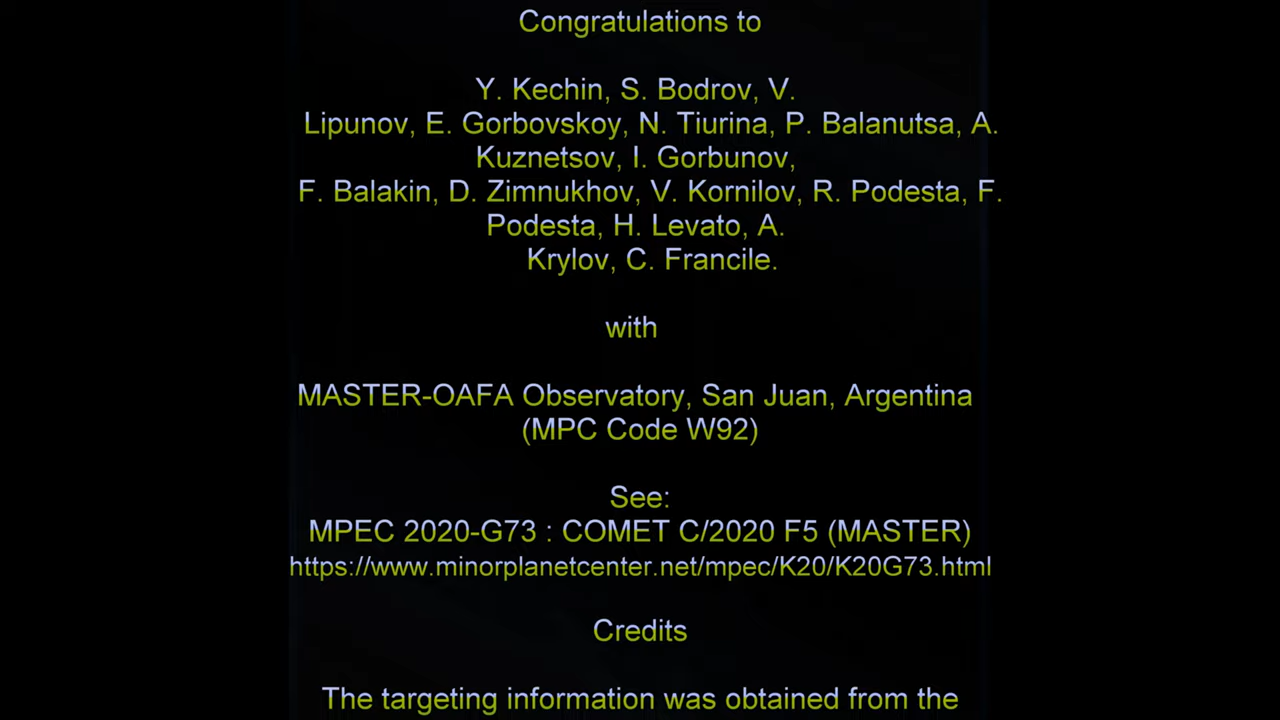 Congratulations to
Y. Kechin, S. Bodrov, V.
Lipunov, E. Gorbovskoy, N. Tiurina, P. Balanutsa, A.
Kuznetsov, I. Gorbunov,
F. Balakin, D. Zimnukhov, V. Kornilov, R. Podesta, F.
Podesta, H. Levato, A.
Krylov, C. Francile.
with
MASTER-OAFA Observatory, San Juan, Argentina
(MPC Code W92)
See:
MPEC 2020-G73 : COMET C/2020 F5 (MASTER)
https://www.minorplanetcenter.net/mpec/K20/K20G73.html
Credits
The targeting information was obtained from the